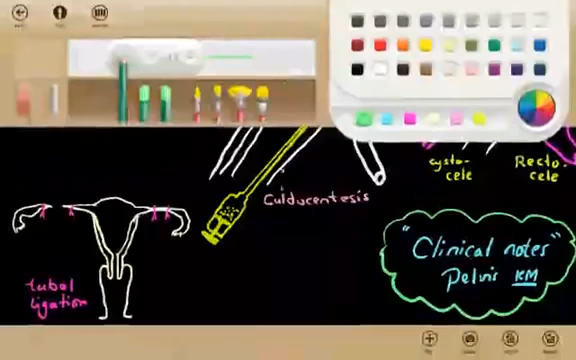 Cysto-
cele
Recto-
cele
Culdocentesis
"Clinical notes"
Pelvis KM
tubal
ligation